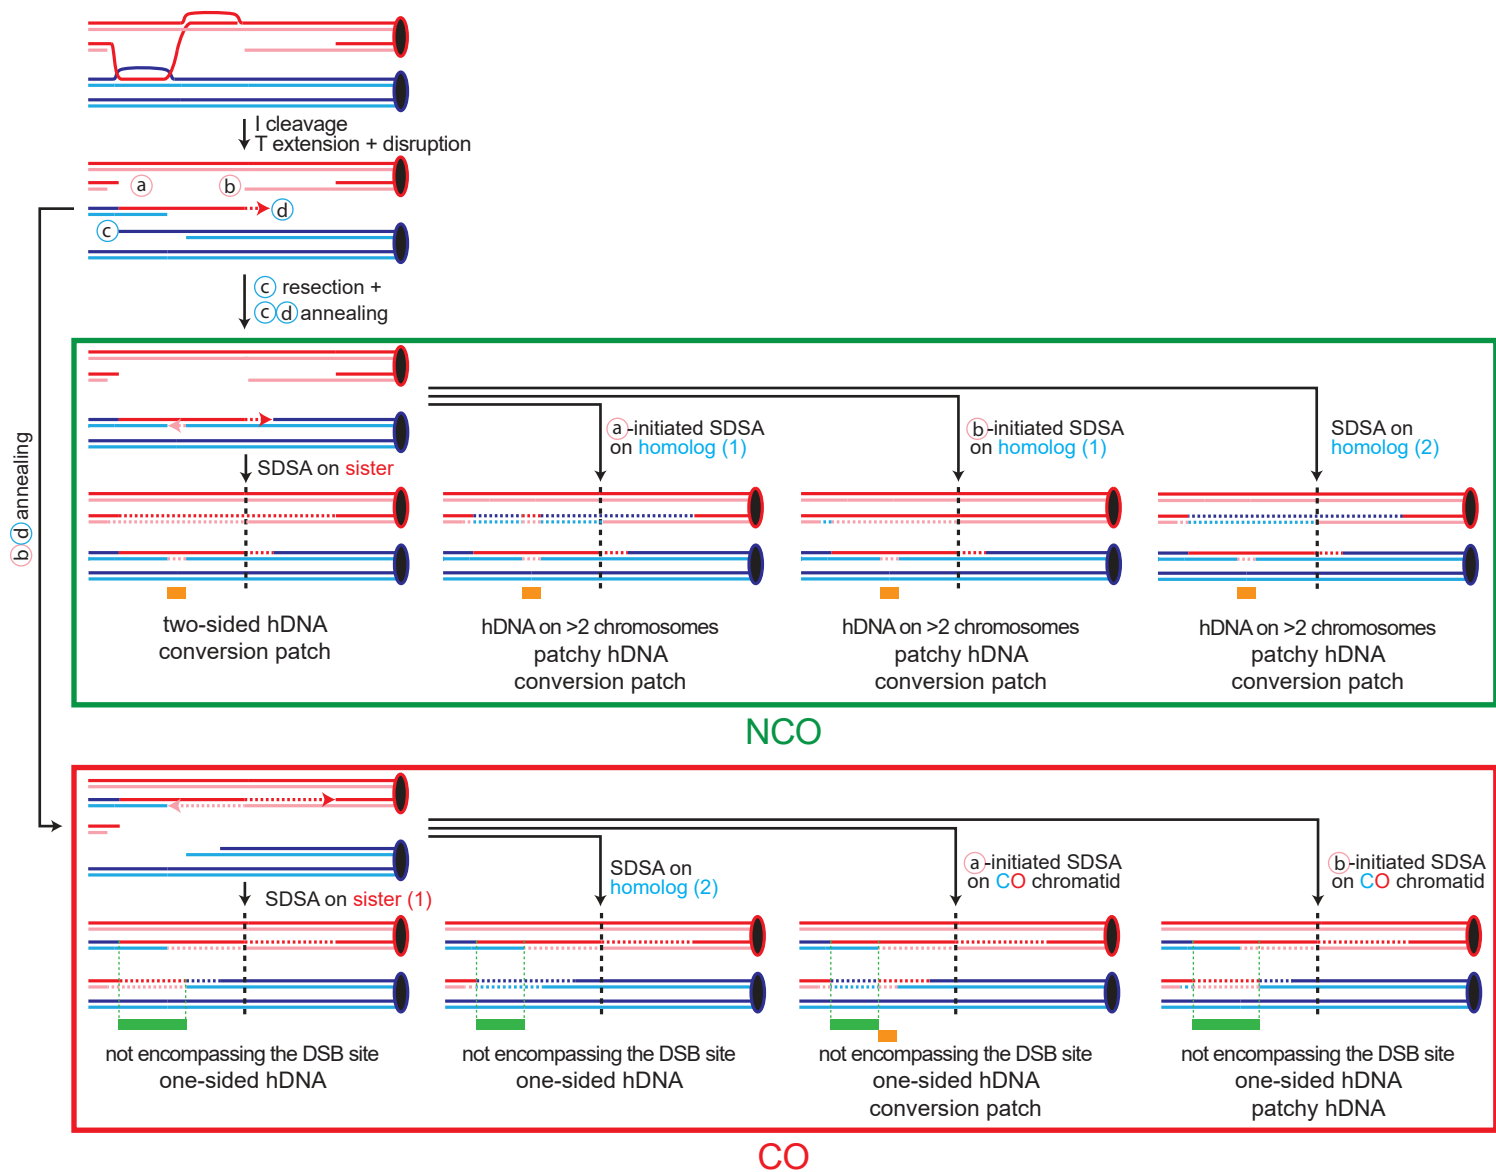 I cleavage
T extension + disruption
a
b
d
c
c resection +
c d annealing
b d annealing
SDSA on sister
a-initiated SDSA
on homolog (1)
b-initiated SDSA
on homolog (1)
SDSA on
homolog (2)
two-sided hDNA
conversion patch
hDNA on >2 chromosomes
patchy hDNA
conversion patch
hDNA on >2 chromosomes
patchy hDNA
conversion patch
hDNA on >2 chromosomes
patchy hDNA
conversion patch
NCO
SDSA on sister (1)
SDSA on
homolog (2)
a-initiated SDSA
on CO chromatid
b-initiated SDSA
on CO chromatid
not encompassing the DSB site
one-sided hDNA
not encompassing the DSB site
one-sided hDNA
not encompassing the DSB site
one-sided hDNA
conversion patch
not encompassing the DSB site
one-sided hDNA
patchy hDNA
CO